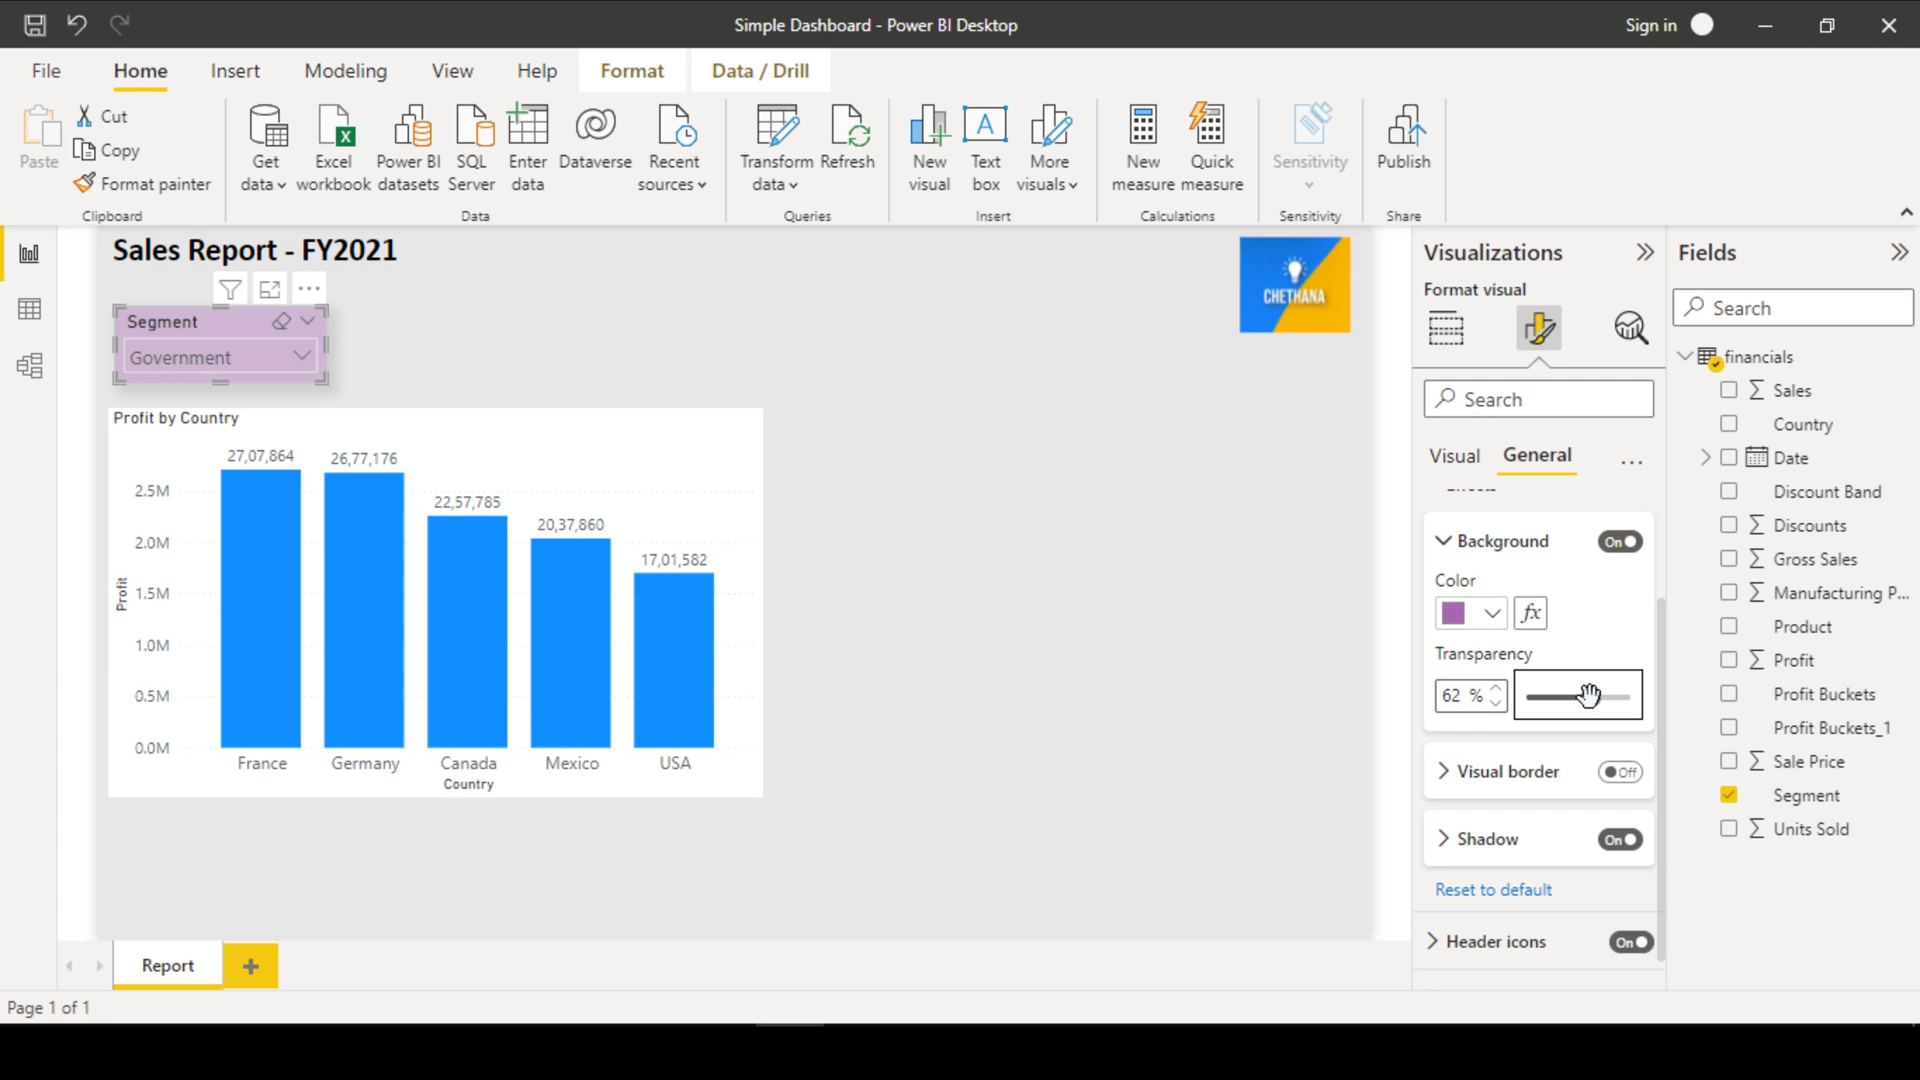 Simple Dashboard - Power BI Desktop
Sign in
File
Home
Insert
Modeling
View
Help
Format
Data / Drill
Paste
Cut
Copy
Format painter
Clipboard
Get
data
Excel
workbook
Power BI
datasets
SQL
Server
Enter
data
Dataverse
Recent
sources
Data
Transform
data
Refresh
Queries
New
visual
Text
box
More
visuals
Insert
New
measure
Quick
measure
Calculations
Sensitivity
Sensitivity
Publish
Share
Sales Report - FY2021
CHETHANA
Segment
Government
Profit by Country
27,07,864
26,77,176
22,57,785
20,37,860
17,01,582
2.5M
2.0M
1.5M
1.0M
0.5M
0.0M
Profit
France
Germany
Canada
Mexico
USA
Country
Report
Page 1 of 1
Visualizations
Format visual
Search
Visual
General
Background
On
Color
fx
Transparency
62 %
Visual border
Off
Shadow
On
Reset to default
Header icons
On
Fields
Search
financials
Sales
Country
Date
Discount Band
Discounts
Gross Sales
Manufacturing P...
Product
Profit
Profit Buckets
Profit Buckets_1
Sale Price
Segment
Units Sold